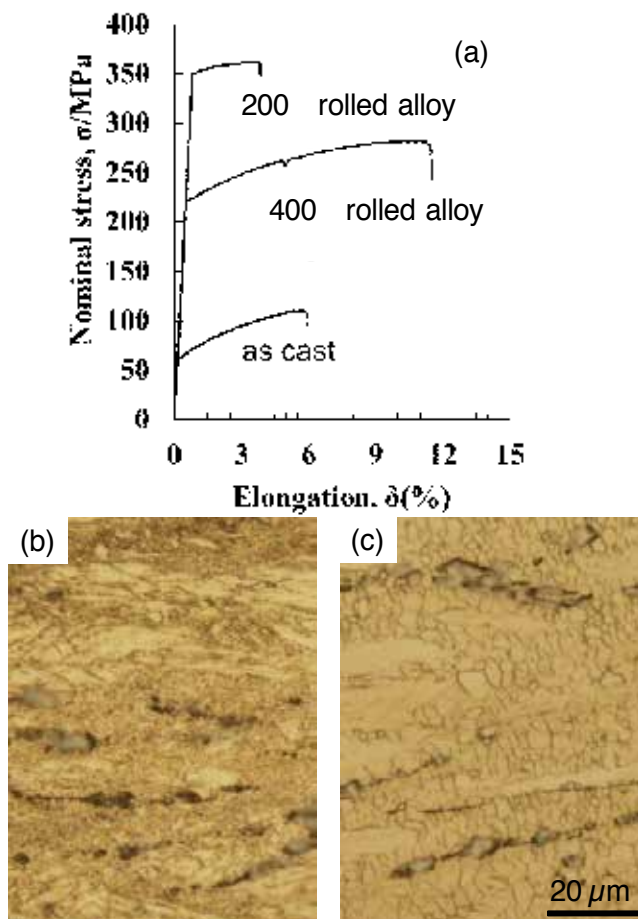 400
(a)
350
300
250
200
150
100
50
0
Nominal stress, σ/MPa
200 rolled alloy
400 rolled alloy
as cast
0 3 6 9 12 15
Elongation, δ(%)
(b)
(c)
20 µm